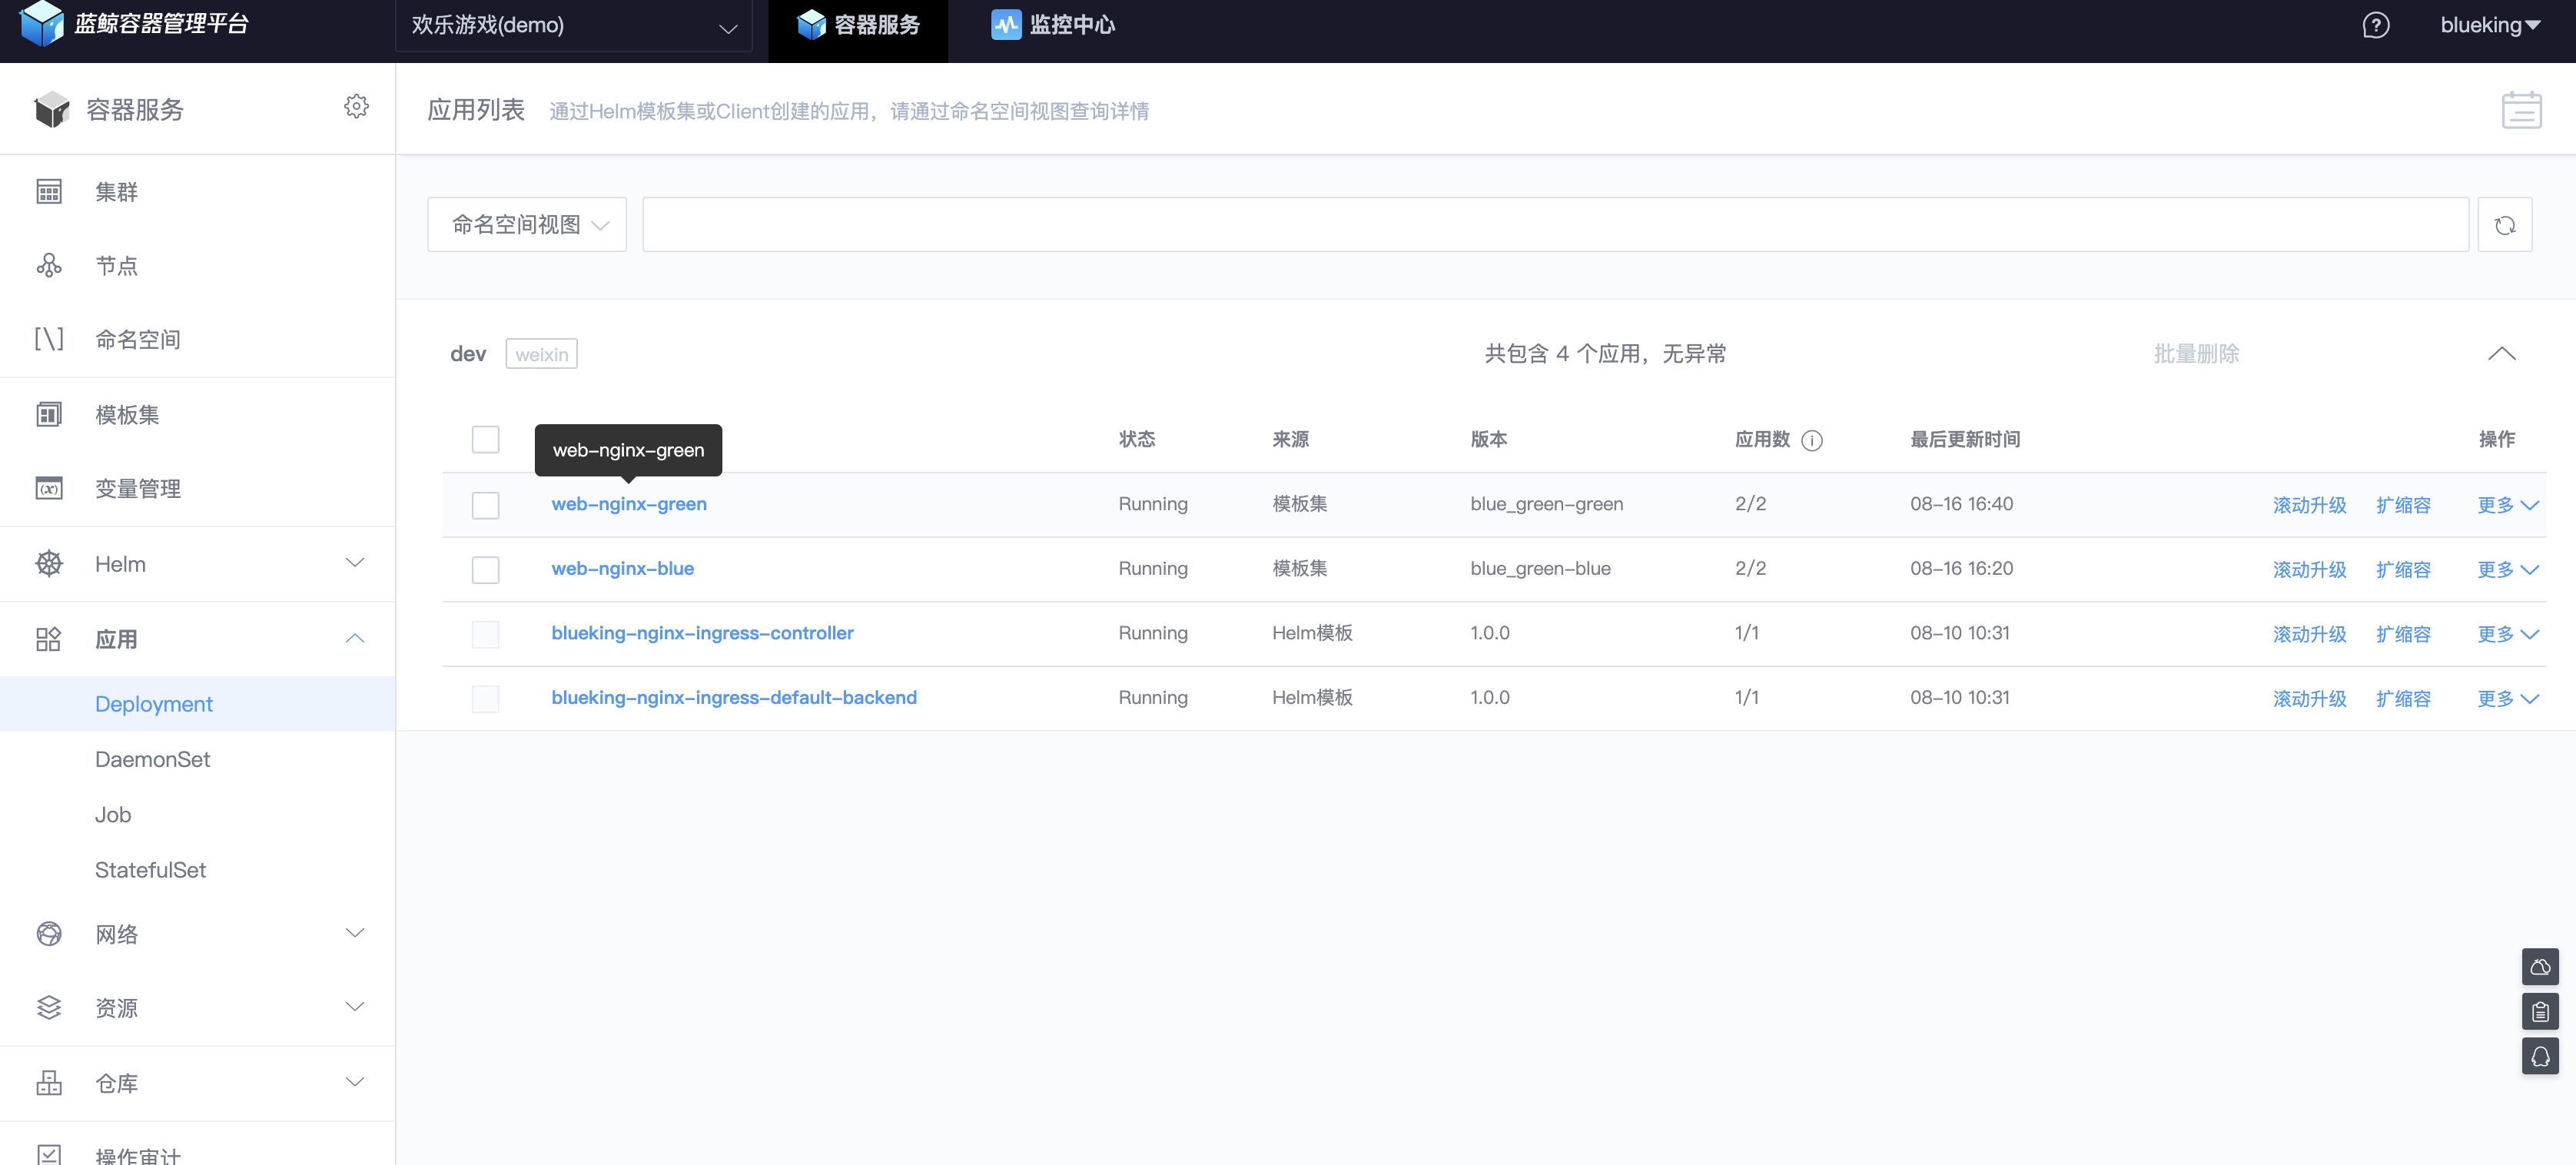 蓝鲸容器管理平台
欢乐游戏(demo)
容器服务
监控中心
blueking
容器服务
集群
节点
命名空间
模板集
变量管理
Helm
应用
Deployment
DaemonSet
Job
StatefulSet
网络
资源
仓库
操作审计
应用列表 通过Helm模板集或Client创建的应用，请通过命名空间视图查询详情
命名空间视图
dev weixin 共包含 4 个应用，无异常 批量删除
web-nginx-green
状态 来源 版本 应用数 最后更新时间 操作
web-nginx-green Running 模板集 blue_green-green 2/2 08-16 16:40 滚动升级 扩缩容 更多
web-nginx-blue Running 模板集 blue_green-blue 2/2 08-16 16:20 滚动升级 扩缩容 更多
blueking-nginx-ingress-controller Running Helm模板 1.0.0 1/1 08-10 10:31 滚动升级 扩缩容 更多
blueking-nginx-ingress-default-backend Running Helm模板 1.0.0 1/1 08-10 10:31 滚动升级 扩缩容 更多